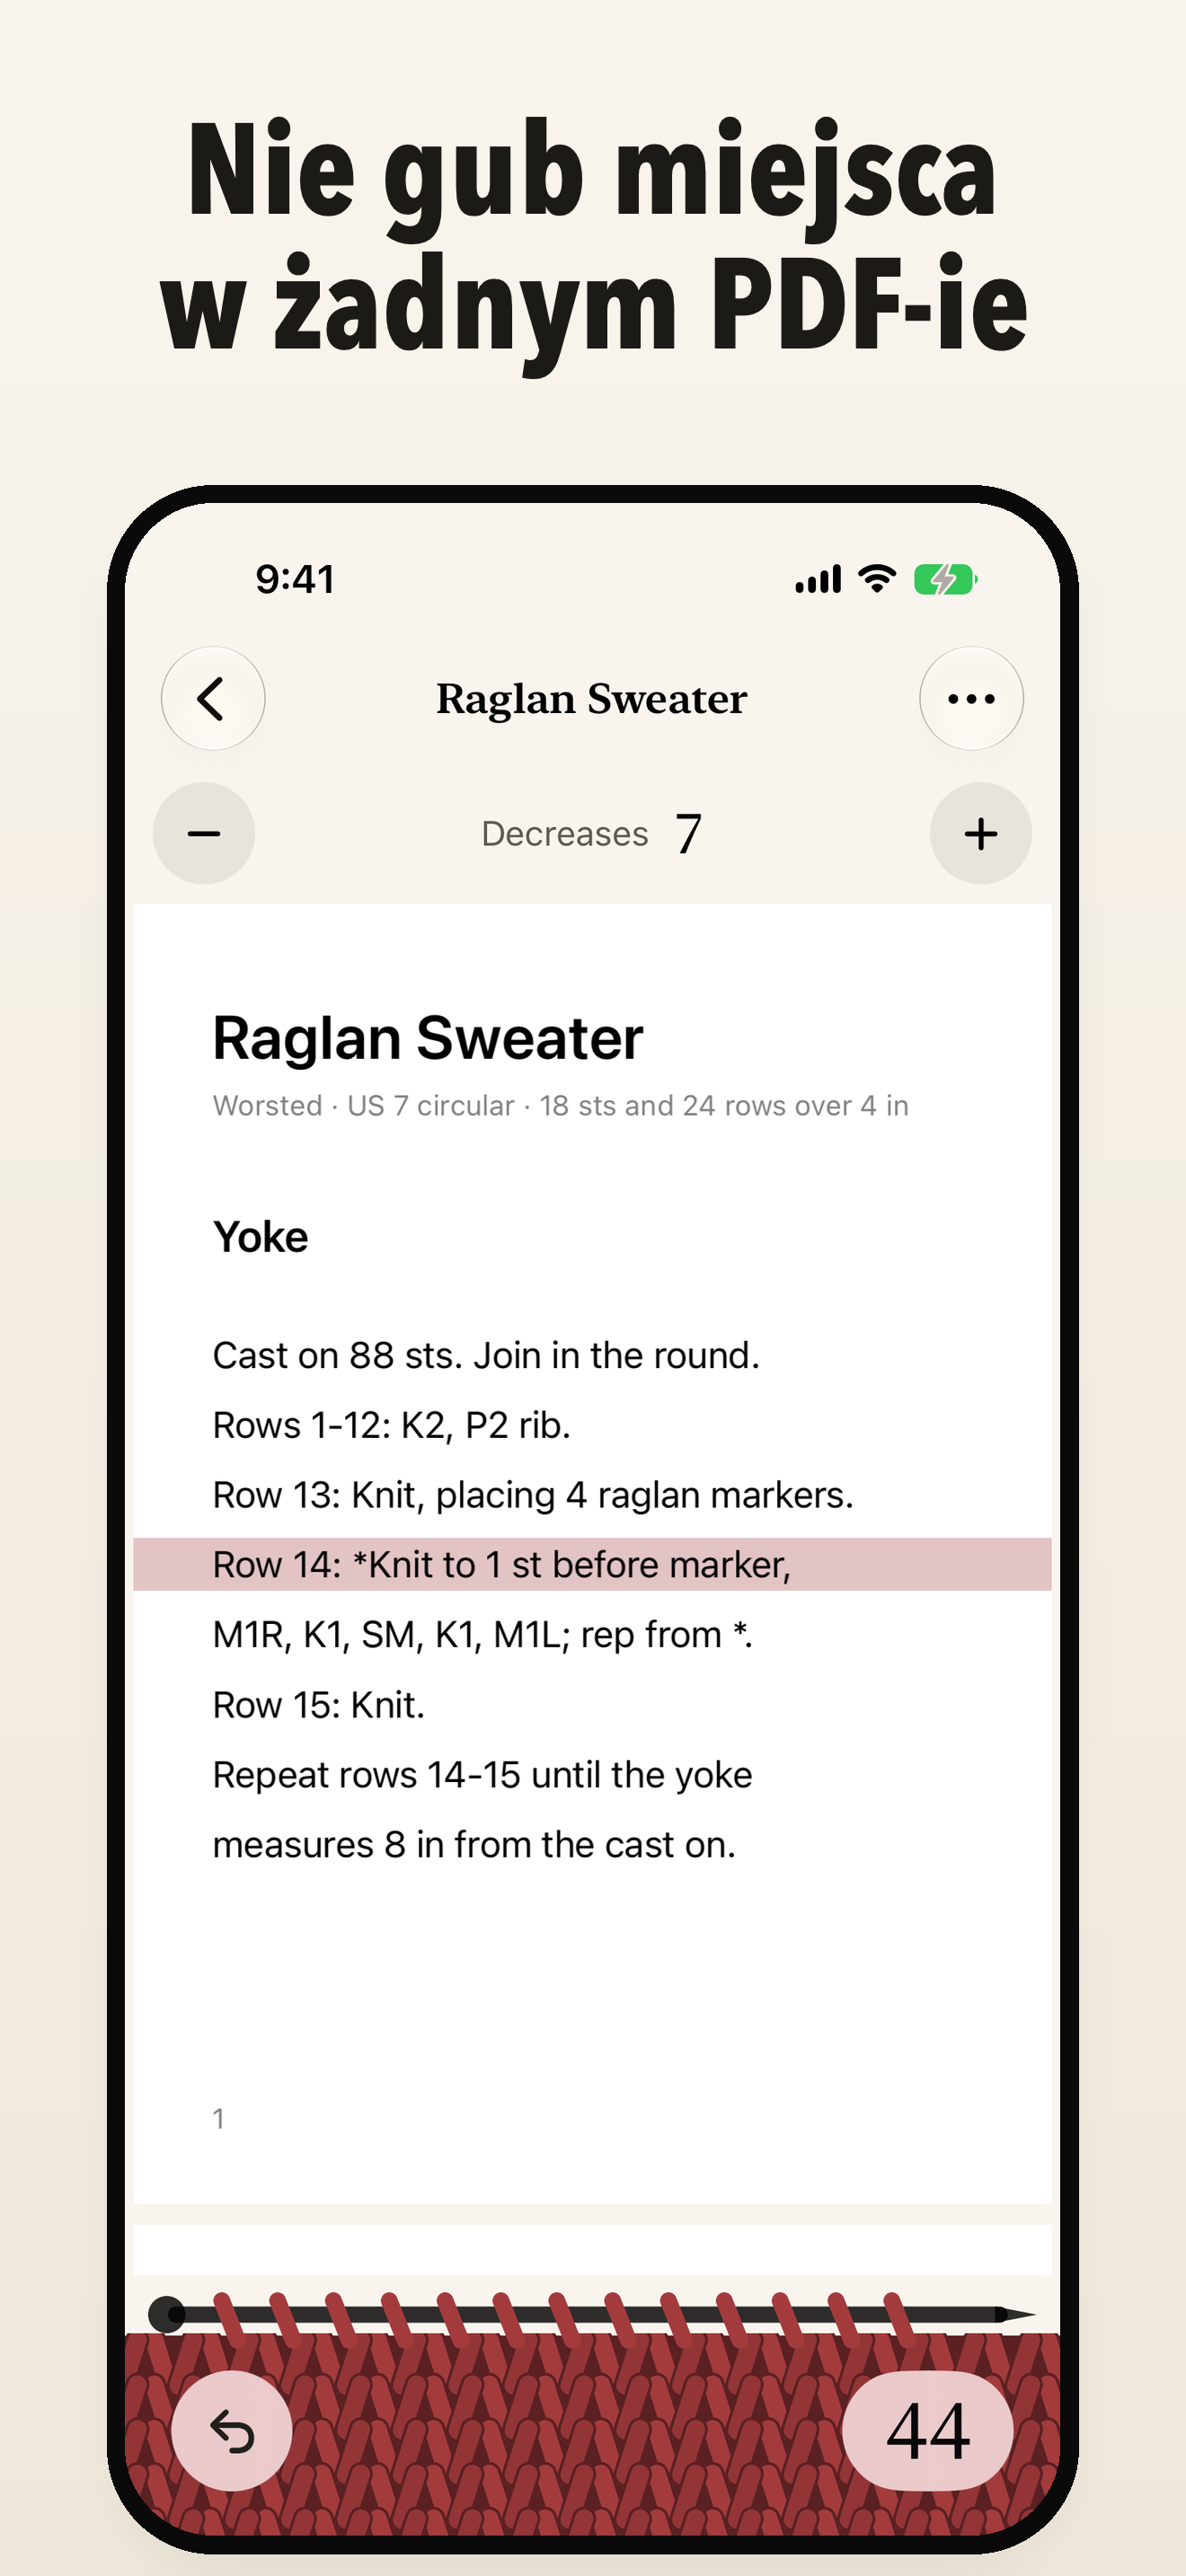 Nie gub miejsca
w żadnym PDF-ie
9:41
Raglan Sweater
Decreases 7
Raglan Sweater
Worsted · US 7 circular · 18 sts and 24 rows over 4 in
Yoke
Cast on 88 sts. Join in the round.
Rows 1-12: K2, P2 rib.
Row 13: Knit, placing 4 raglan markers.
Row 14: *Knit to 1 st before marker,
M1R, K1, SM, K1, M1L; rep from *.
Row 15: Knit.
Repeat rows 14-15 until the yoke
measures 8 in from the cast on.
1
44